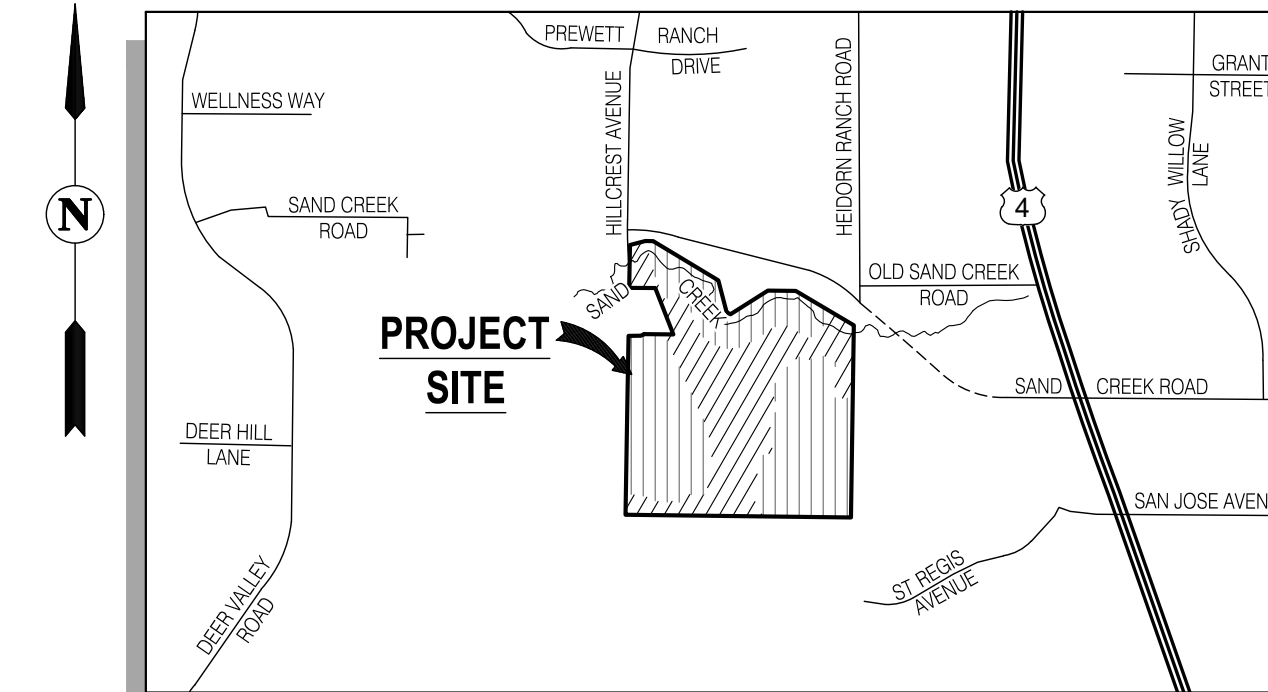 PREWETT RANCH
DRIVE
GRANT
STREET
WELLNESS WAY
HILLCREST AVENUE
HEIDORN RANCH ROAD
SHADY WILLOW
LANE
N
SAND CREEK
ROAD
4
OLD SAND CREEK
ROAD
SAND CREEK
PROJECT
SITE
SAND CREEK ROAD
DEER HILL
LANE
SAN JOSE AVEN
ST REGIS
AVENUE
DEER VALLEY
ROAD